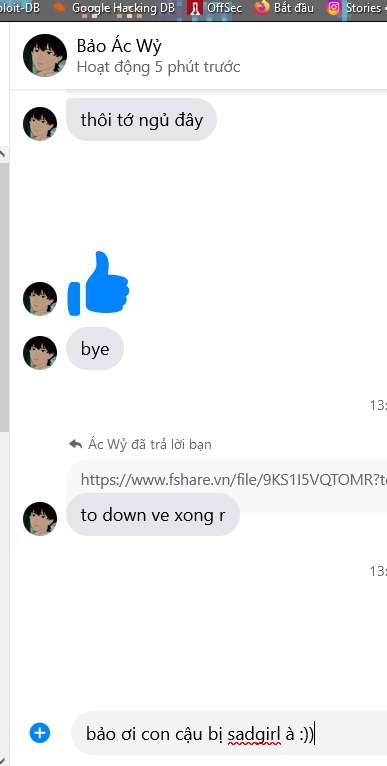 ploit-DB Google Hacking DB OffSec Bắt đầu Stories •
Bảo Ác Wỷ
Hoạt động 5 phút trước
thôi tớ ngủ đây
bye
13:
Ác Wỷ đã trả lời bạn
https://www.fshare.vn/file/9KS1I5VQTOMR?t
to down ve xong r
13:
bảo ơi con cậu bị sadgirl à :))